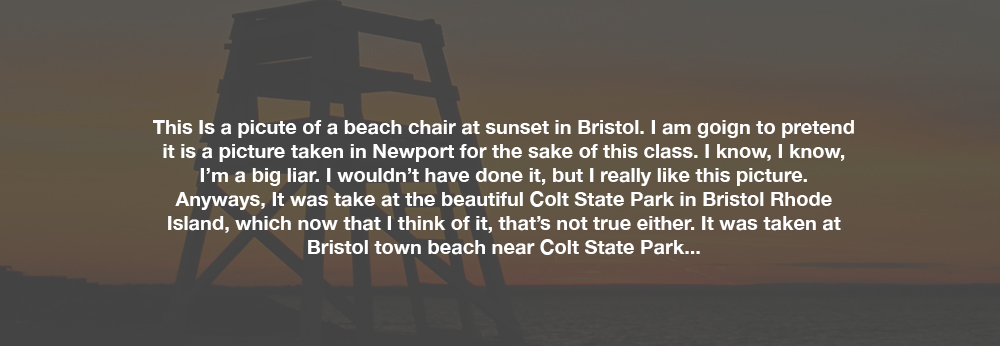 This Is a picute of a beach chair at sunset in Bristol. I am goign to pretend
it is a picture taken in Newport for the sake of this class. I know, I know,
I'm a big liar. I wouldn't have done it, but I really like this picture.
Anyways, It was take at the beautiful Colt State Park in Bristol Rhode
Island, which now that I think of it, that's not true either. It was taken at
Bristol town beach near Colt State Park...